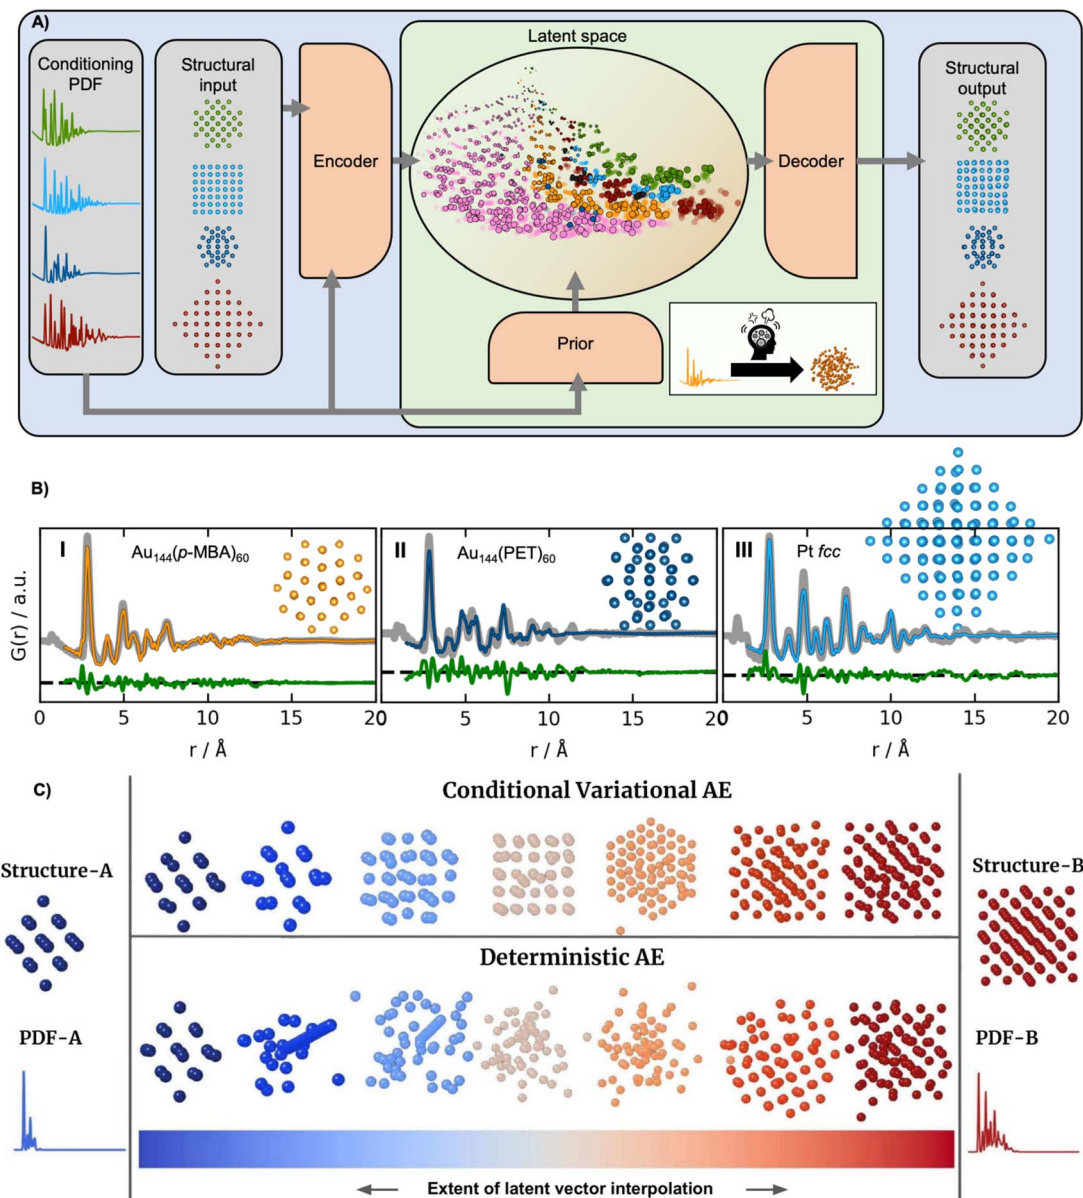 A)
Conditioning
PDF
Structural
input
Encoder
Latent space
Prior
Decoder
Structural
output
B)
G(r) / a.u.
I
Au₁₄₄(p-MBA)₆₀
0 5 10 15 20
r / Å
II
Au₁₄₄(PET)₆₀
5 10 15 20
r / Å
III
Pt fcc
0 5 10 15 20
r / Å
C)
Conditional Variational AE
Structure-A
PDF-A
Deterministic AE
Structure-B
PDF-B
Extent of latent vector interpolation